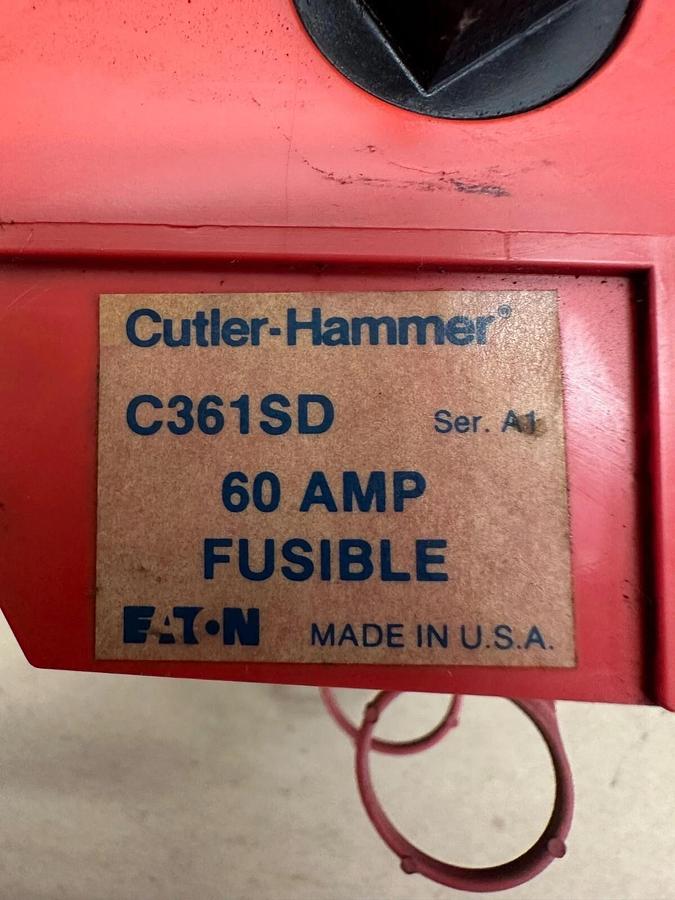 Cutler-Hammer®
C361SD Ser. A1
60 AMP
FUSIBLE
EATON MADE IN U.S.A.